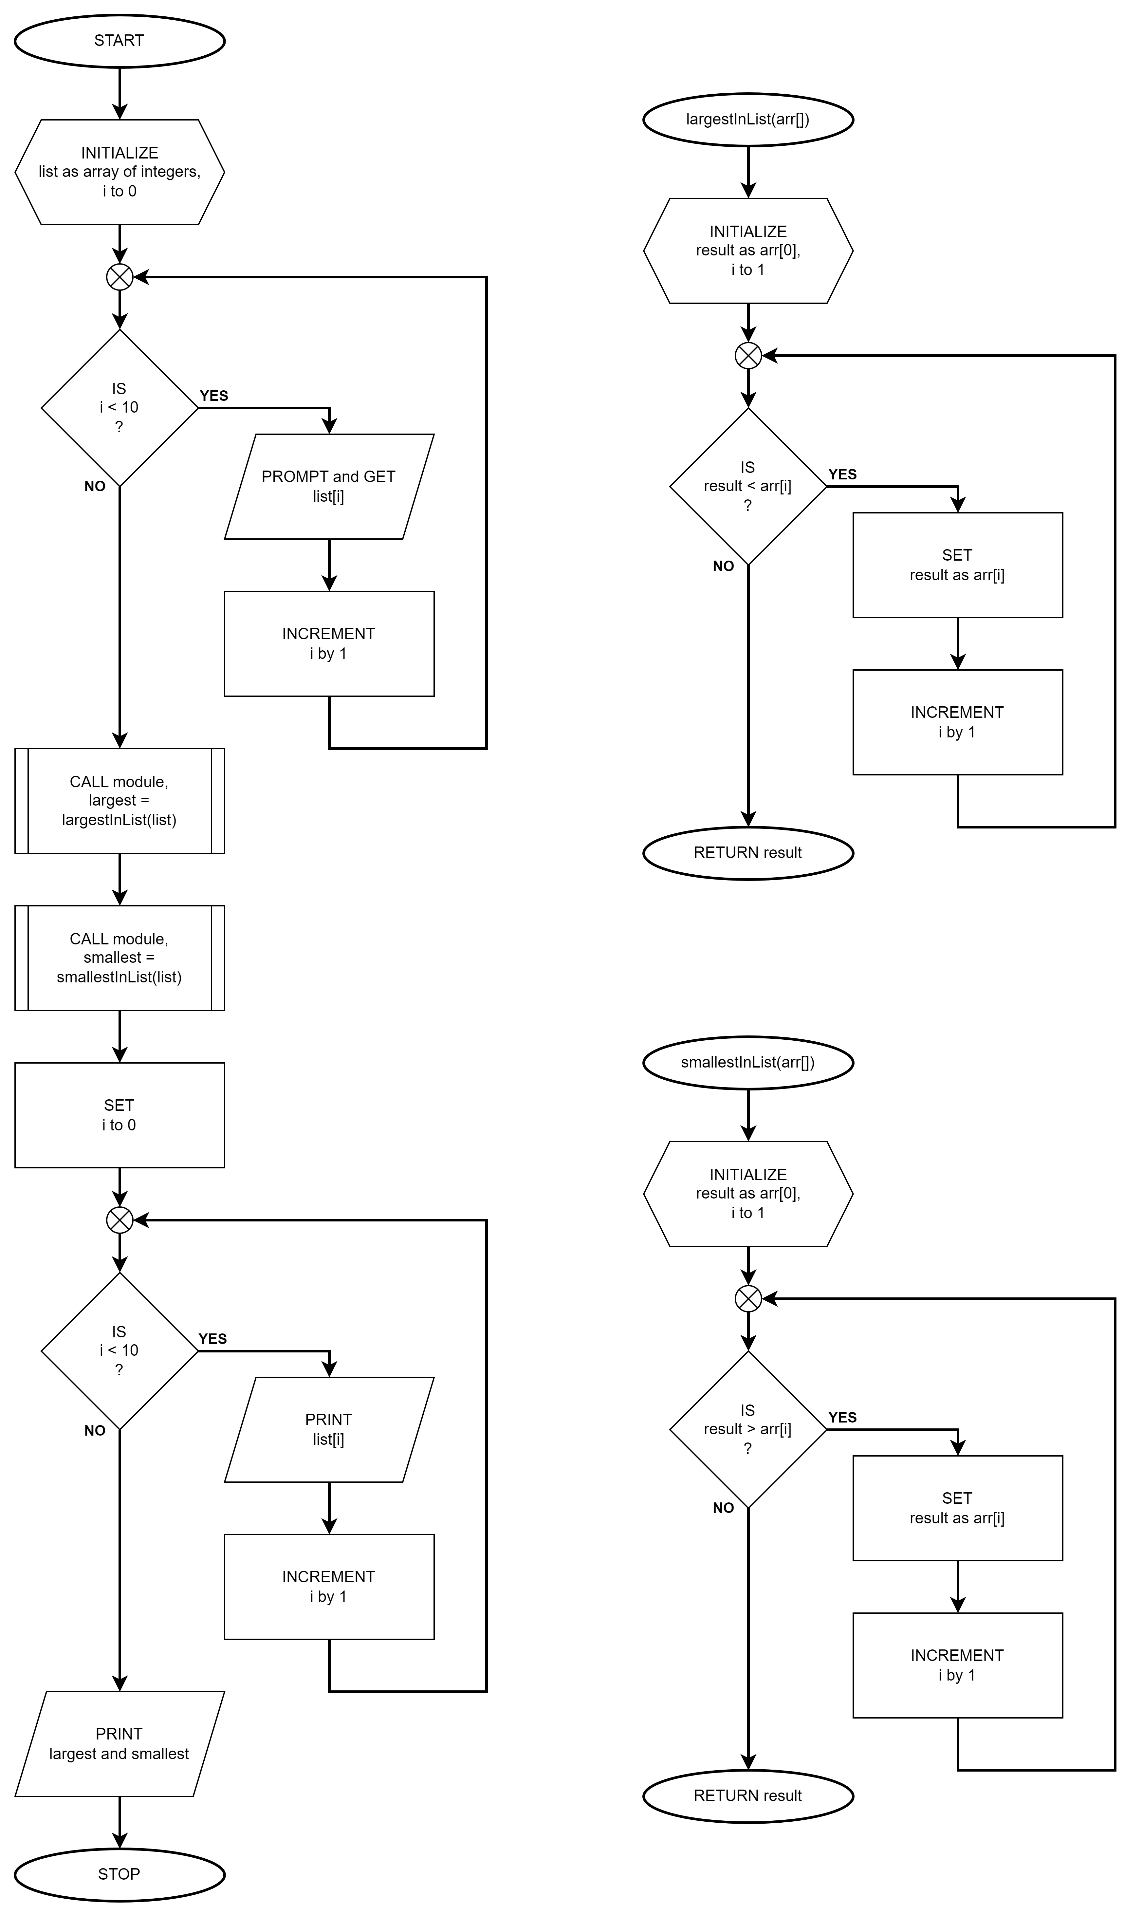 START
INITIALIZE
list as array of integers,
i to 0
IS
i < 10
?
YES
NO
PROMPT and GET
list[i]
INCREMENT
i by 1
CALL module,
largest =
largestInList(list)
CALL module,
smallest =
smallestInList(list)
SET
i to 0
IS
i < 10
?
YES
NO
PRINT
list[i]
INCREMENT
i by 1
PRINT
largest and smallest
STOP
largestInList(arr[])
INITIALIZE
result as arr[0],
i to 1
IS
result < arr[i]
?
YES
NO
SET
result as arr[i]
INCREMENT
i by 1
RETURN result
smallestInList(arr[])
INITIALIZE
result as arr[0],
i to 1
IS
result > arr[i]
?
YES
NO
SET
result as arr[i]
INCREMENT
i by 1
RETURN result